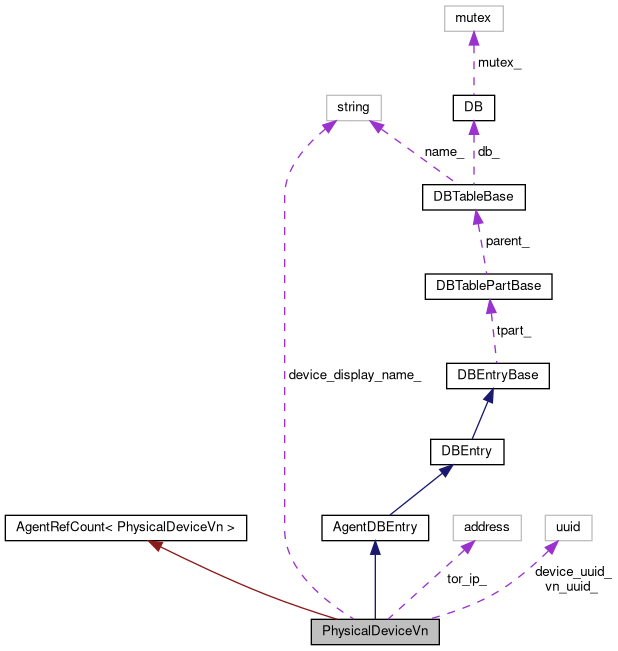 mutex
mutex_
string
DB
name_
db_
DBTableBase
parent_
DBTablePartBase
tpart_
device_display_name_
DBEntryBase
DBEntry
AgentRefCount< PhysicalDeviceVn >
AgentDBEntry
address
uuid
tor_ip_
device_uuid_
vn_uuid_
PhysicalDeviceVn